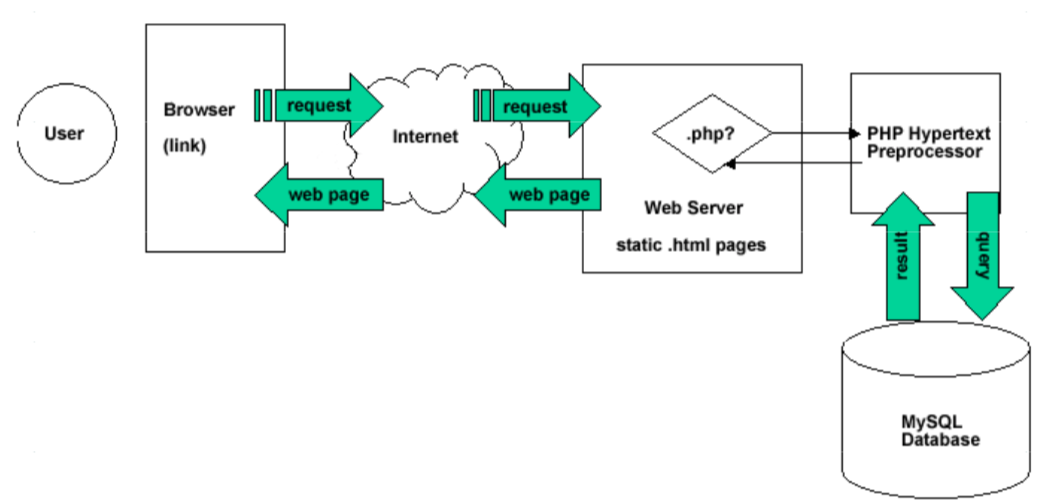 User
Browser
(link)
request
web page
Internet
request
web page
.php?
Web Server
static .html pages
PHP Hypertext
Preprocessor
result
query
MySQL
Database